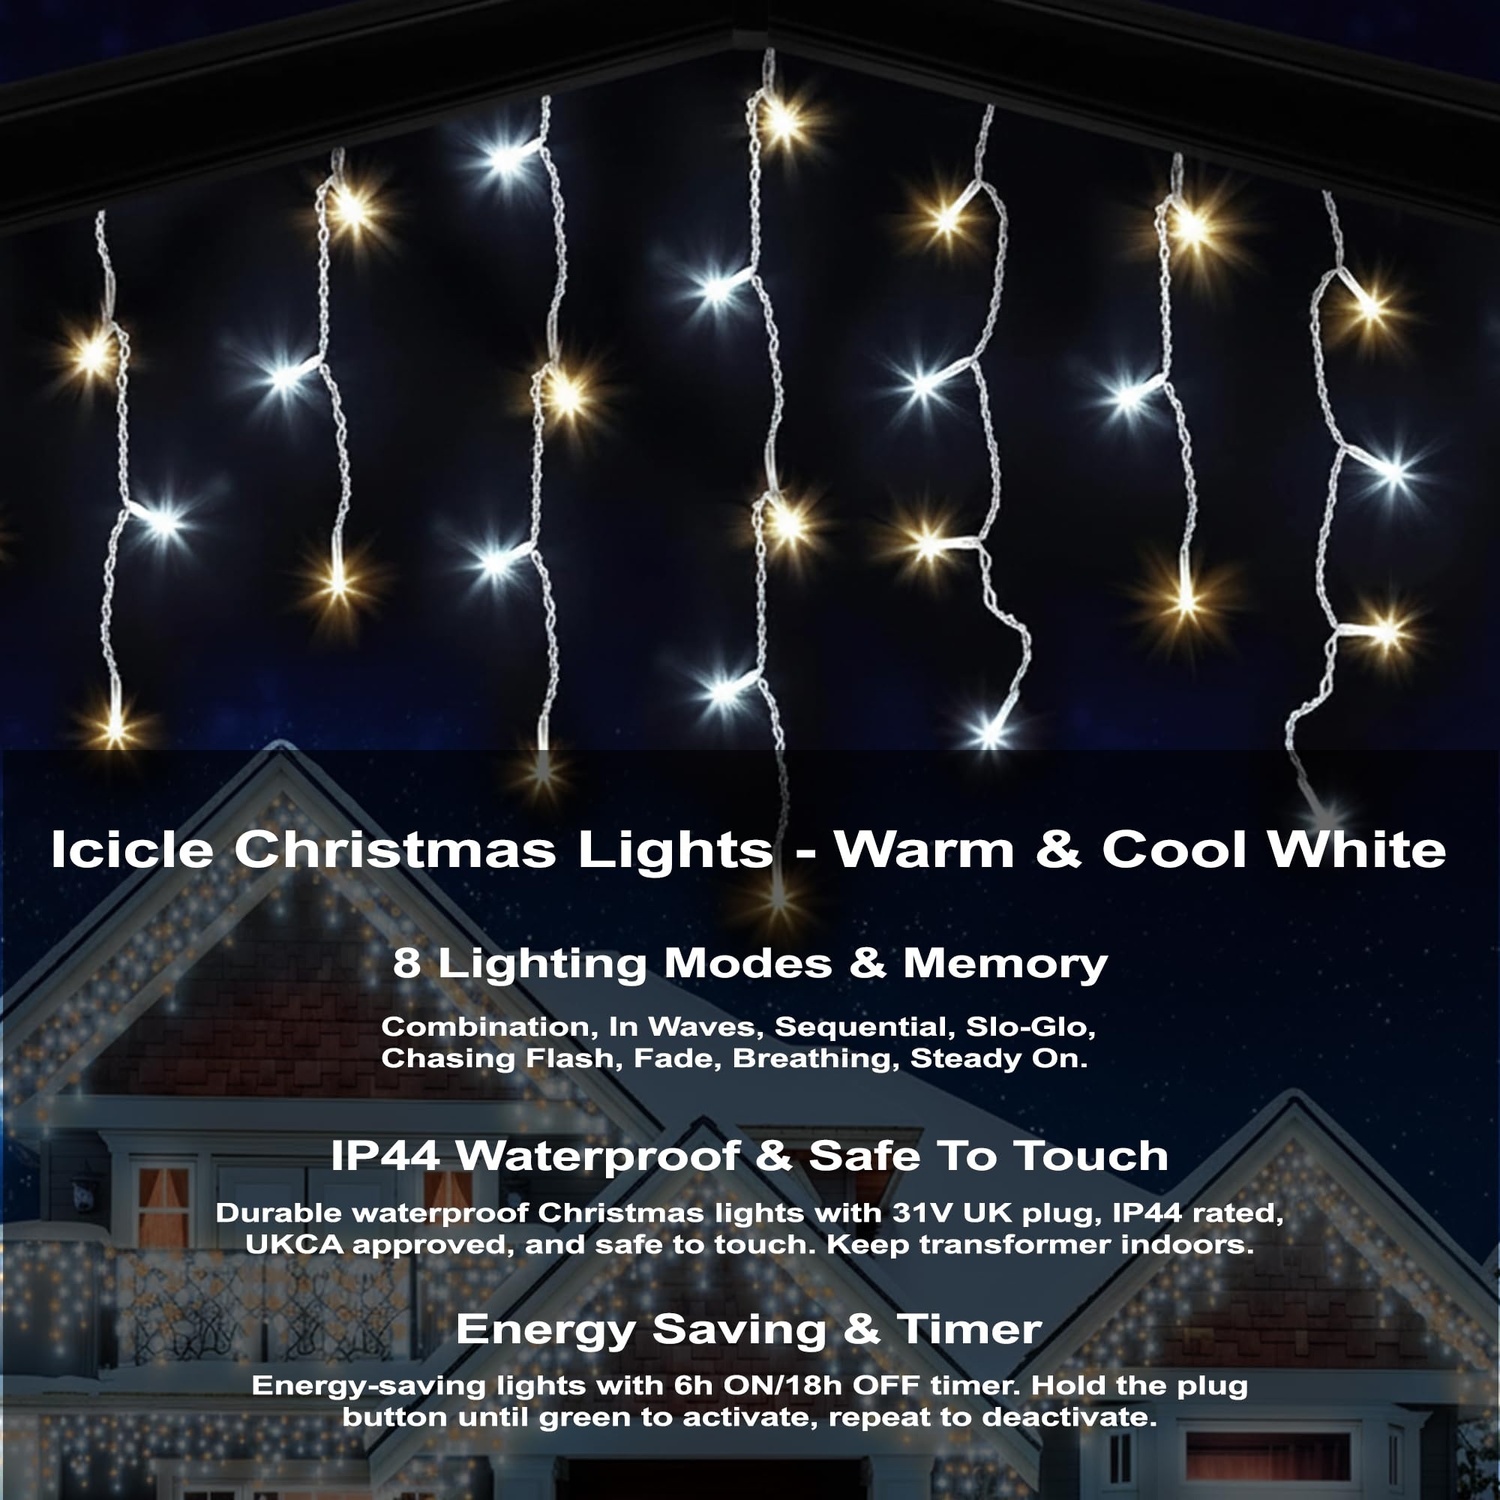 Icicle Christmas Lights - Warm & Cool White
8 Lighting Modes & Memory
Combination, In Waves, Sequential, Slo-Glo,
Chasing Flash, Fade, Breathing, Steady On.
IP44 Waterproof & Safe To Touch
Durable waterproof Christmas lights with 31V UK plug, IP44 rated,
UKCA approved, and safe to touch. Keep transformer indoors.
Energy Saving & Timer
Energy-saving lights with 6h ON/18h OFF timer. Hold the plug
button until green to activate, repeat to deactivate.